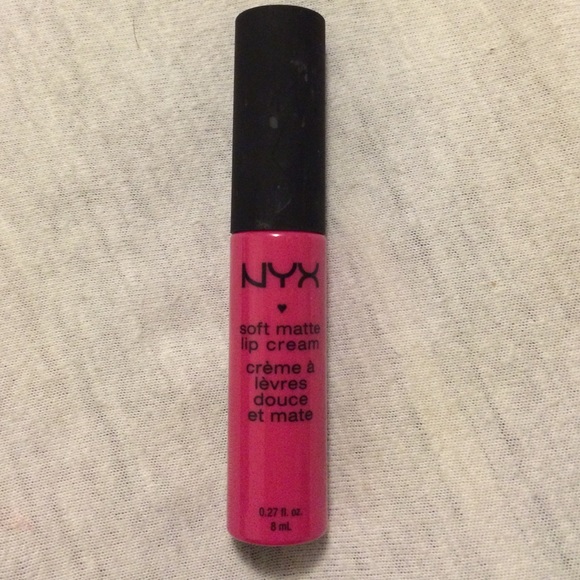 NYX
♥
soft matte
lip cream
crème à
lèvres
douce
et mate
0.27 fl. oz.
8 mL